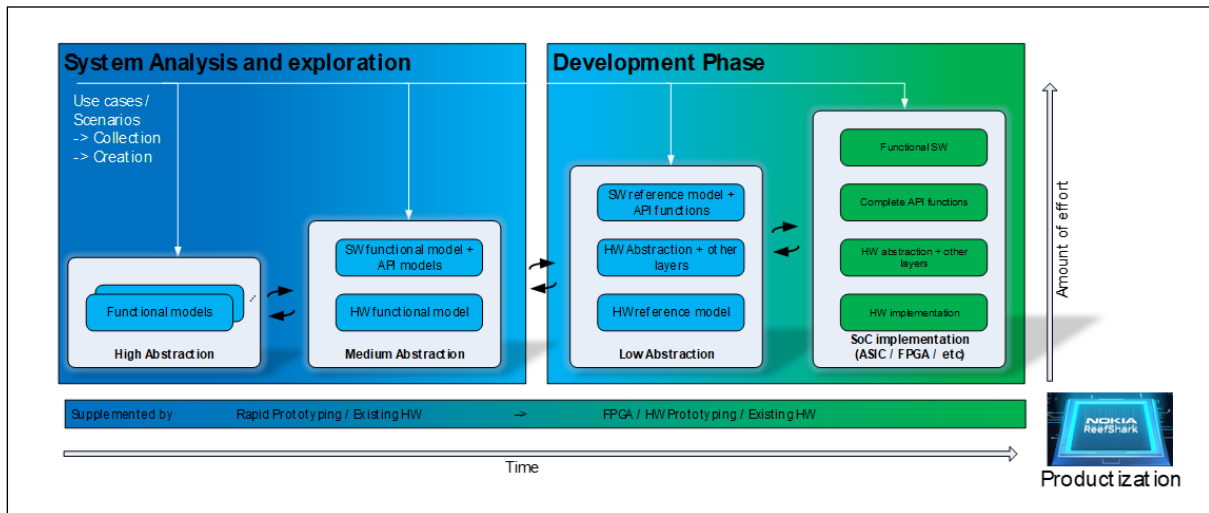 System Analysis and exploration
Use cases /
Scenarios
-> Collection
-> Creation
Functional models
High Abstraction
SW functional model +
API models
HW functional model
Medium Abstraction
Development Phase
SW reference model +
API functions
HW Abstraction + other
layers
HW reference model
Low Abstraction
Functional SW
Complete API functions
HW abstraction + other
layers
HW implementation
SoC implementation
(ASIC / FPGA / etc)
Amount of effort
Supplemented by Rapid Prototyping / Existing HW -> FPGA / HW Prototyping / Existing HW
Time
NOKIA
ReefShark
Productization